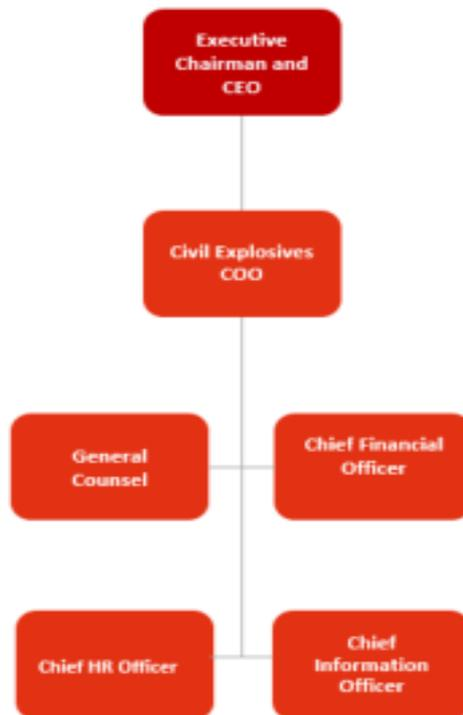 Executive
Chairman and
CEO
Civil Explosives
COO
General
Counsel
Chief Financial
Officer
Chief HR Officer
Chief
Information
Officer